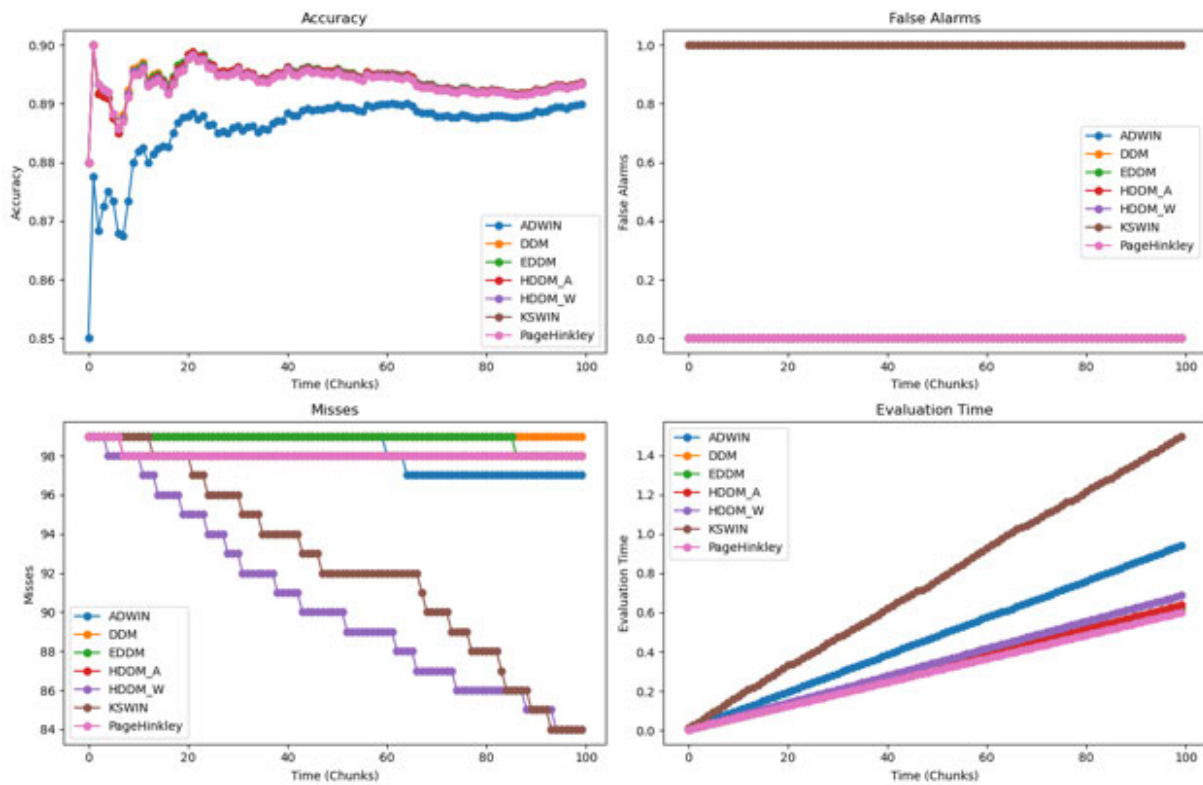 Accuracy
0.90
0.89
0.88
0.87
0.86
0.85
Accuracy
0
20
40
60
80
100
Time (Chunks)
ADWIN
DDM
EDDM
HDDM_A
HDDM_W
KSWIN
PageHinkley
False Alarms
1.0
0.8
0.6
0.4
0.2
0.0
False Alarms
0
20
40
60
80
100
Time (Chunks)
ADWIN
DDM
EDDM
HDDM_A
HDDM_W
KSWIN
PageHinkley
Misses
98
96
94
92
90
88
86
84
Misses
0
20
40
60
80
100
Time (Chunks)
ADWIN
DDM
EDDM
HDDM_A
HDDM_W
KSWIN
PageHinkley
Evaluation Time
1.4
1.2
1.0
0.8
0.6
0.4
0.2
0.0
Evaluation Time
0
20
40
60
80
100
Time (Chunks)
ADWIN
DDM
EDDM
HDDM_A
HDDM_W
KSWIN
PageHinkley